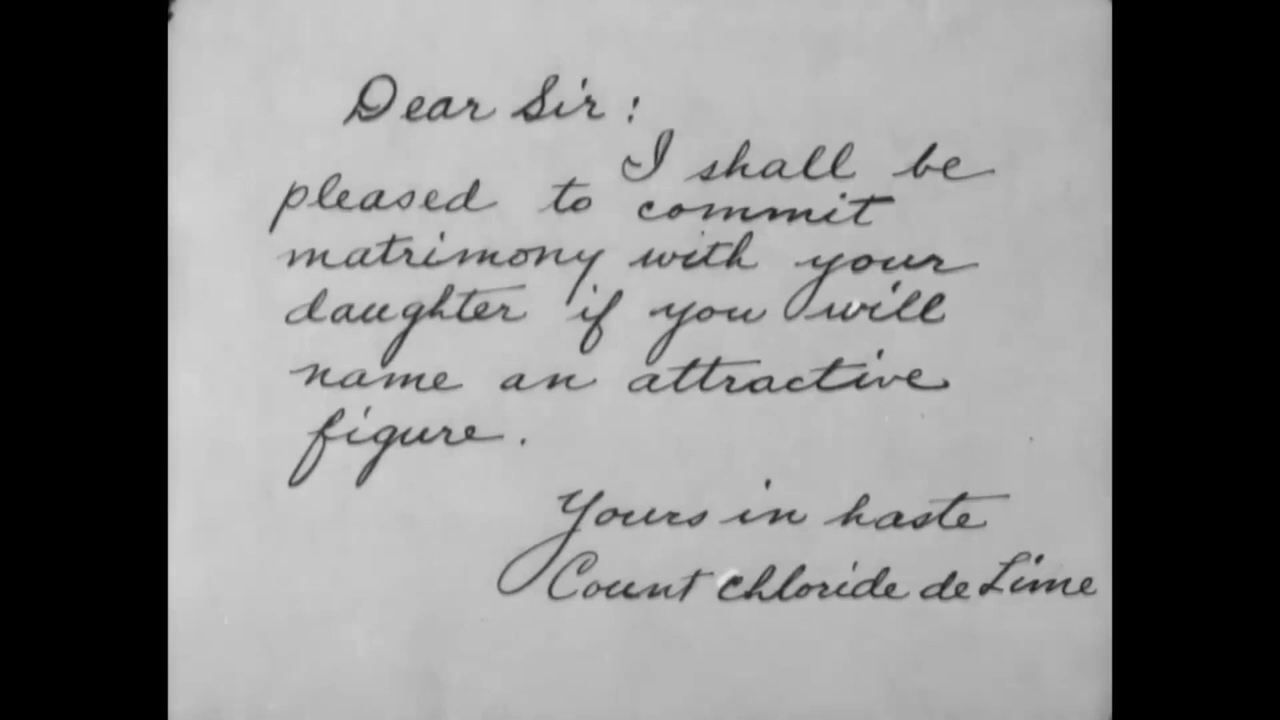 Dear Sir:
I shall be
pleased to commit
matrimony with your
daughter if you will
name an attractive
figure.
Yours in haste
Count Chloride de Lime